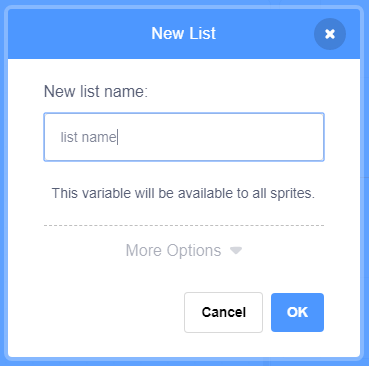 New List
New list name:
list name
This variable will be available to all sprites.
More Options
Cancel OK